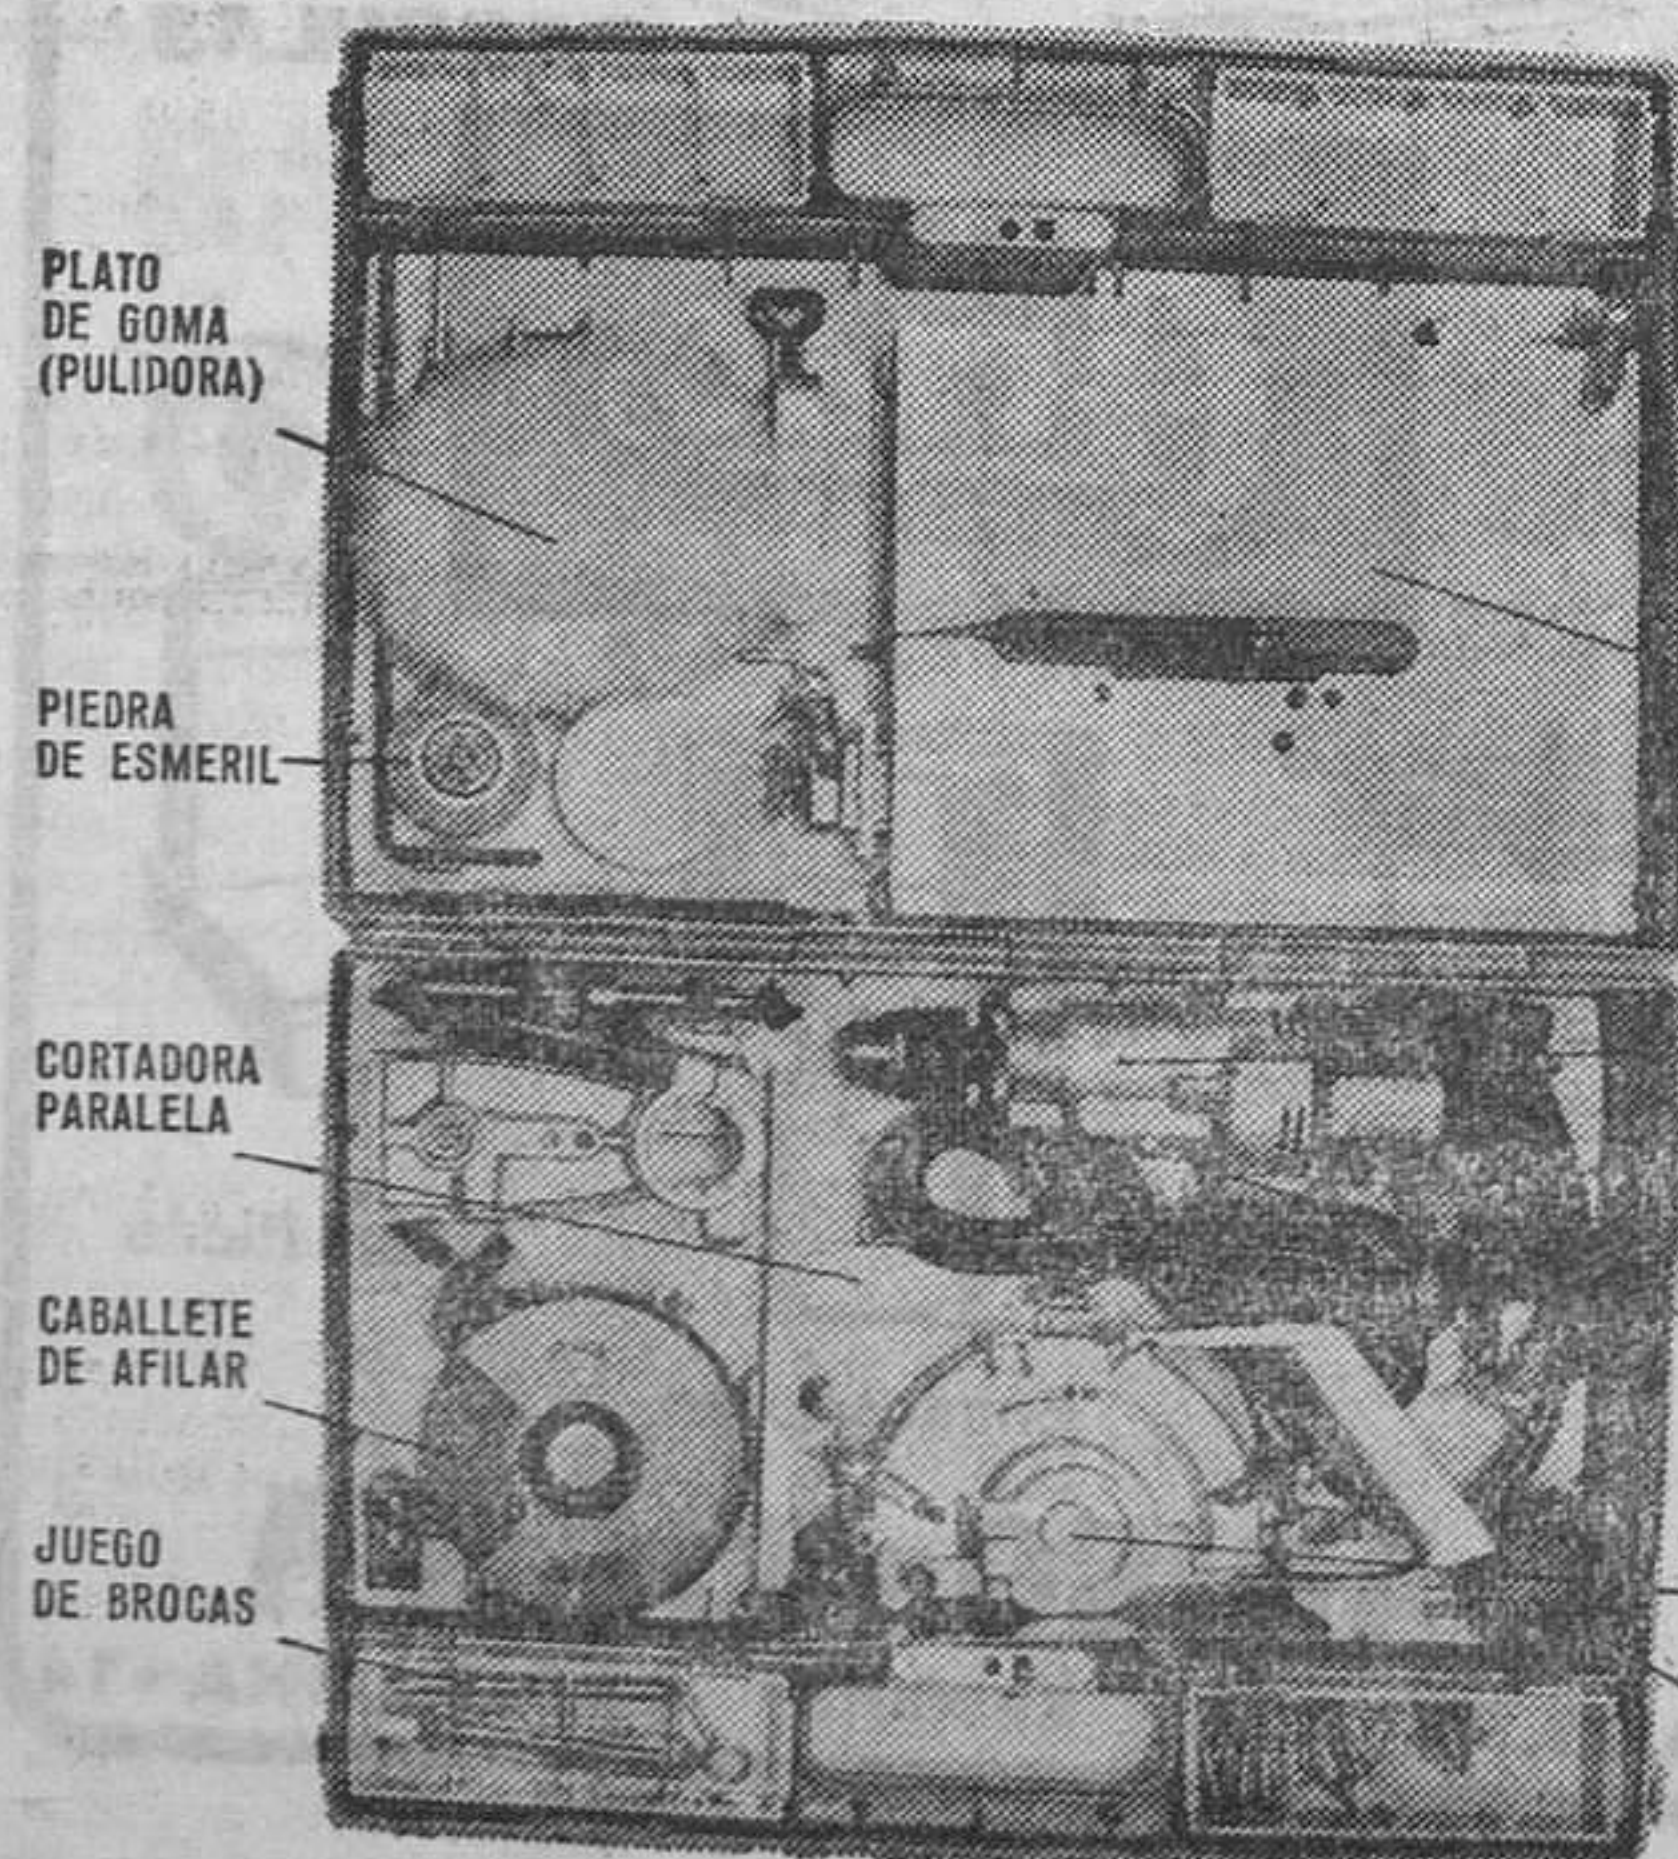 PLATO
DE GOMA
(PULIDORA)
PIEDRA
DE ESMERIL
CORTADORA
PARALELA
CABALLETE
DE AFILAR
JUEGO
DE BROCAS